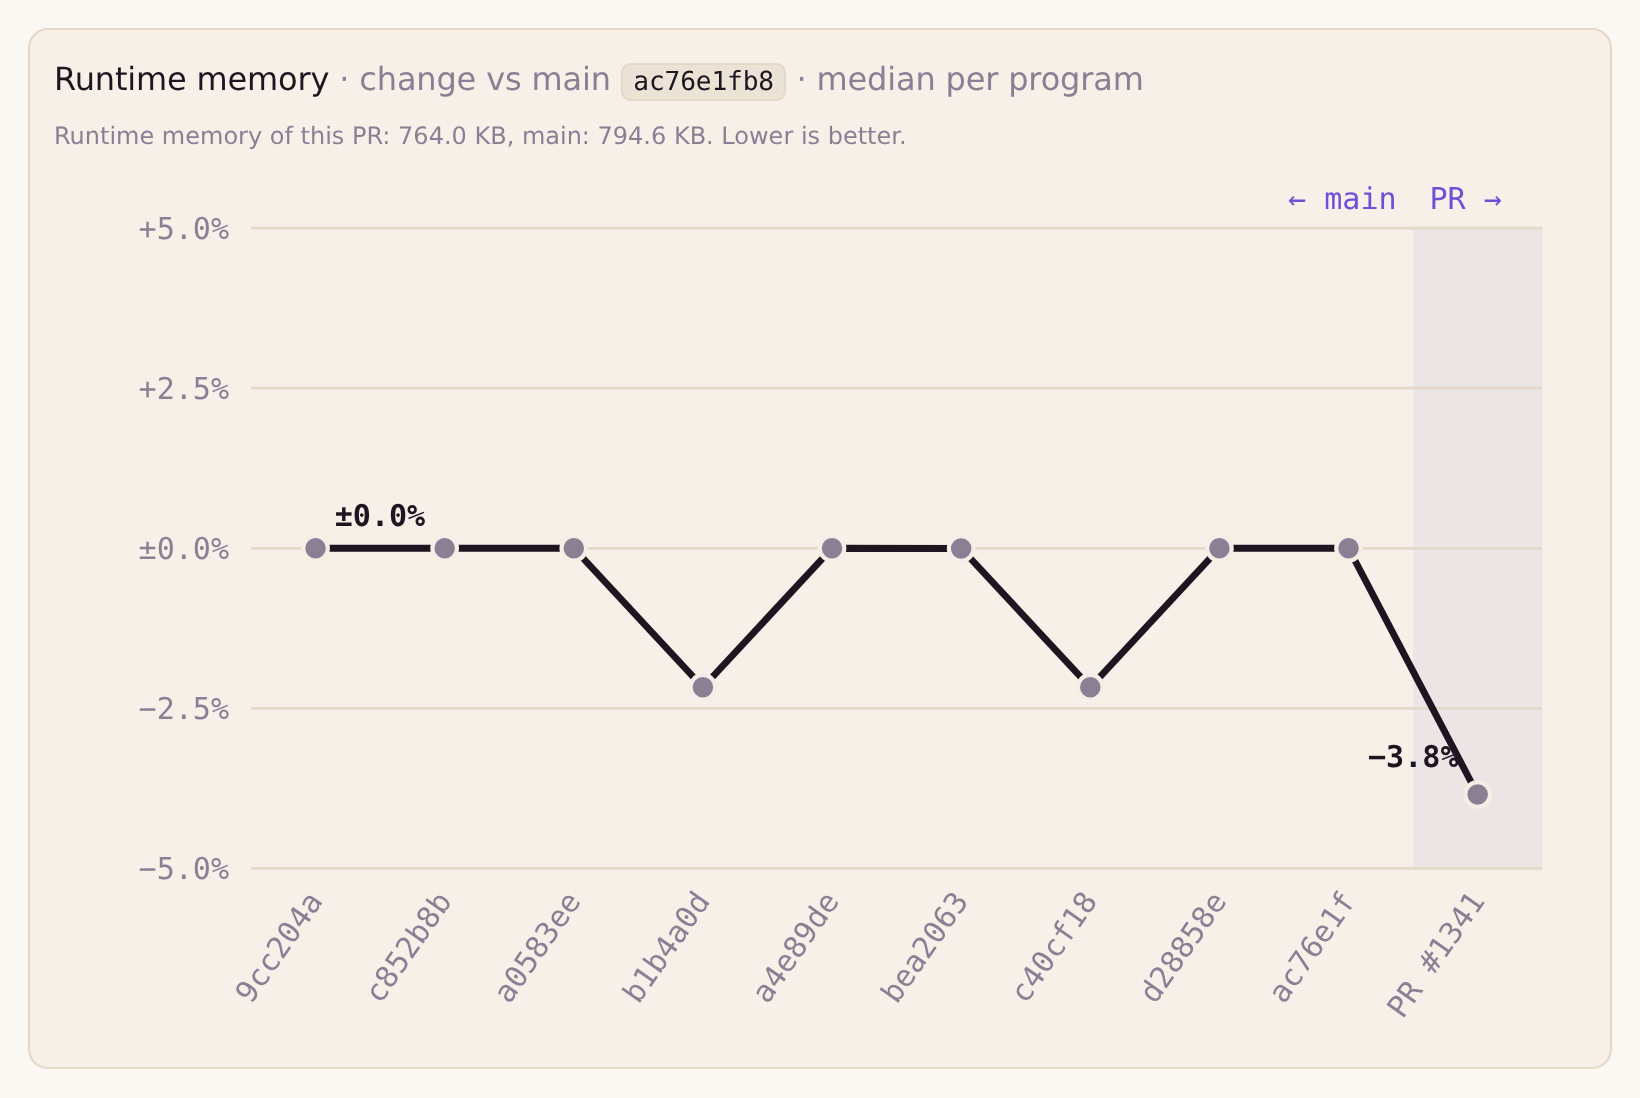 Runtime memory · change vs main ac76e1fb8 · median per program
Runtime memory of this PR: 764.0 KB, main: 794.6 KB. Lower is better.
← main PR →
+5.0%
+2.5%
±0.0%
±0.0%
−2.5%
−3.8%
−5.0%
9cc204a
c852b8b
a0583ee
b1b4a0d
a4e89de
bea2063
c40cf18
d28858e
ac76e1f
PR #1341